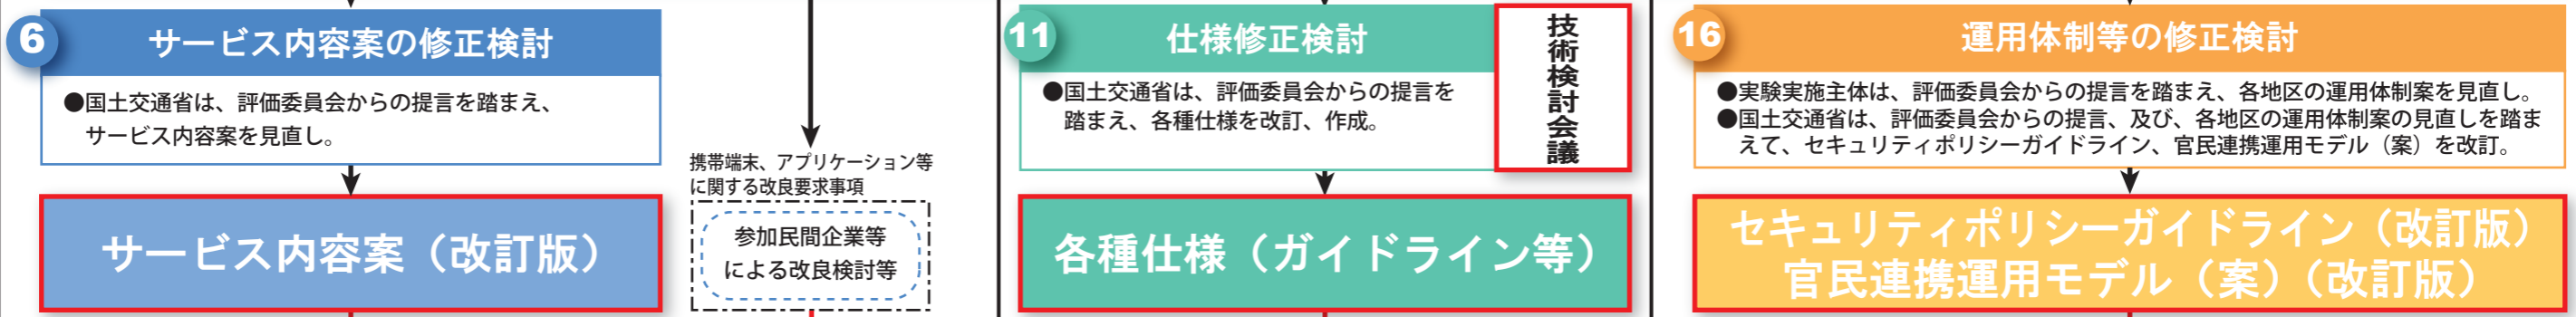 6
サービス内容案の修正検討
●国土交通省は、評価委員会からの提言を踏まえ、
サービス内容案を見直し。
サービス内容案（改訂版）
携帯端末、アプリケーション等
に関する改良要求事項
参加民間企業等
による改良検討等
11
仕様修正検討
技術検討会議
●国土交通省は、評価委員会からの提言を
踏まえ、各種仕様を改訂、作成。
各種仕様（ガイドライン等）
16
運用体制等の修正検討
●実験実施主体は、評価委員会からの提言を踏まえ、各地区の運用体制案を見直し。
●国土交通省は、評価委員会からの提言、及び、各地区の運用体制案の見直しを踏ま
えて、セキュリティポリシーガイドライン、官民連携運用モデル（案）を改訂。
セキュリティポリシーガイドライン（改訂版）
官民連携運用モデル（案）（改訂版）